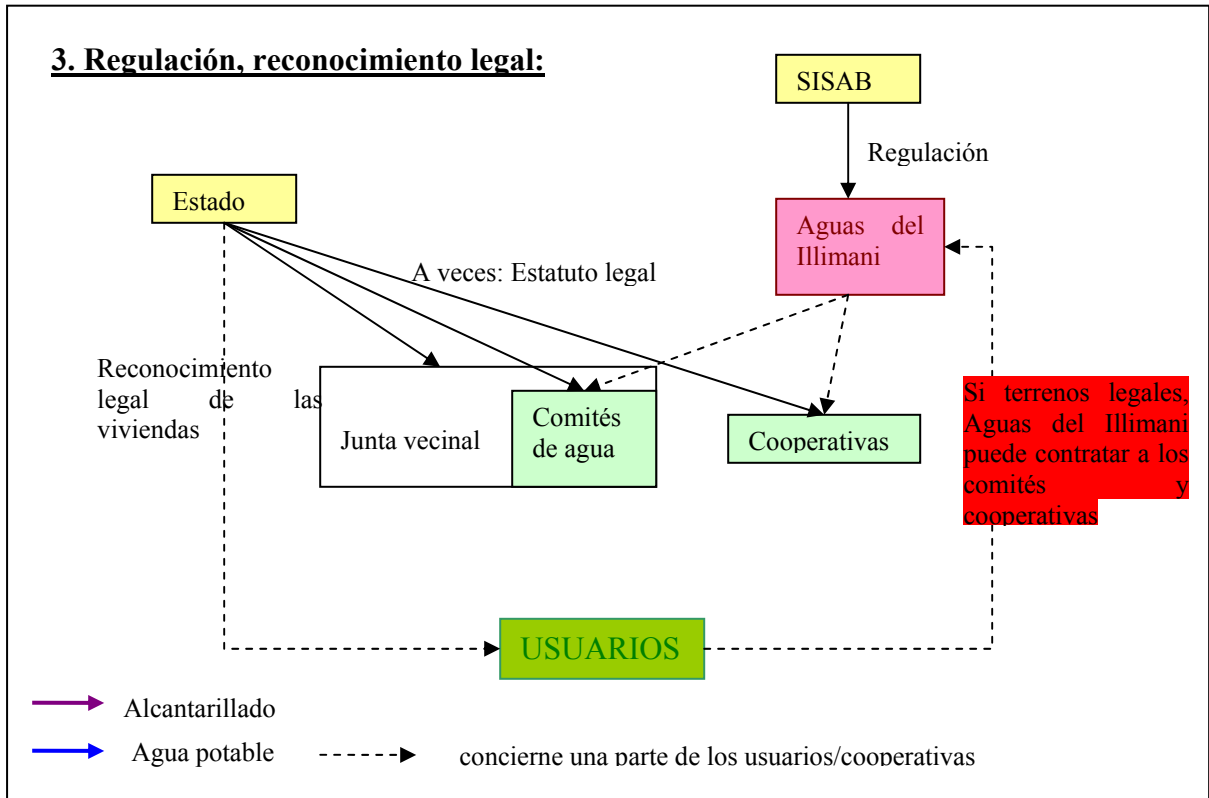 3. Regulación, reconocimiento legal:
SISAB
Regulación
Estado
Aguas del
Illimani
A veces: Estatuto legal
Reconocimiento
legal de las
viviendas
Junta vecinal
Comités
de agua
Cooperativas
Si terrenos legales,
Aguas del Illimani
puede contratar a los
comités y
cooperativas
USUARIOS
Alcantarillado
Agua potable
concierne una parte de los usuarios/cooperativas